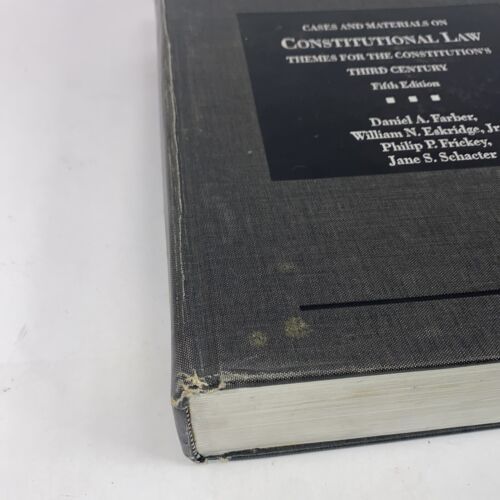 CASES AND MATERIALS ON
CONSTITUTIONAL LAW
THEMES FOR THE CONSTITUTION'S
THIRD CENTURY
Fifth Edition
Daniel A. Farber,
William N. Eskridge, Jr
Philip P. Frickey,
Jane S. Schacter